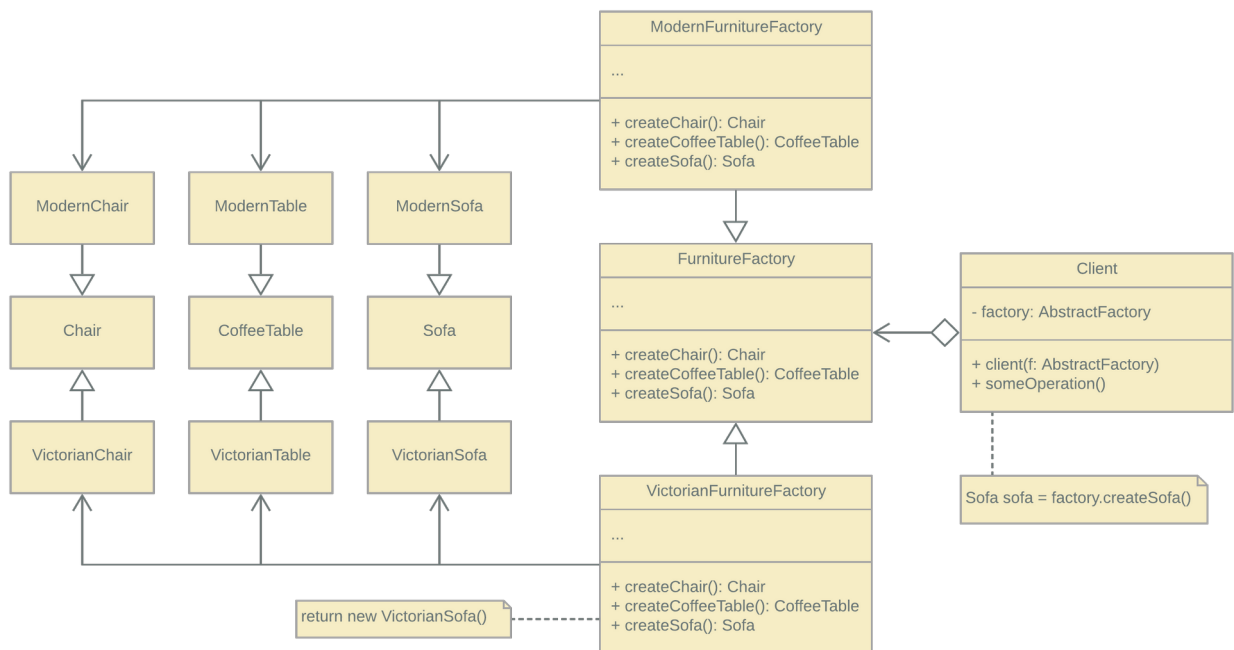 ModernFurnitureFactory
...
+ createChair(): Chair
+ createCoffeeTable(): CoffeeTable
+ createSofa(): Sofa
ModernChair
ModernTable
ModernSofa
FurnitureFactory
...
+ createChair(): Chair
+ createCoffeeTable(): CoffeeTable
+ createSofa(): Sofa
Client
- factory: AbstractFactory
+ client(f: AbstractFactory)
+ someOperation()
Chair
CoffeeTable
Sofa
VictorianChair
VictorianTable
VictorianSofa
VictorianFurnitureFactory
...
+ createChair(): Chair
+ createCoffeeTable(): CoffeeTable
+ createSofa(): Sofa
Sofa sofa = factory.createSofa()
return new VictorianSofa()